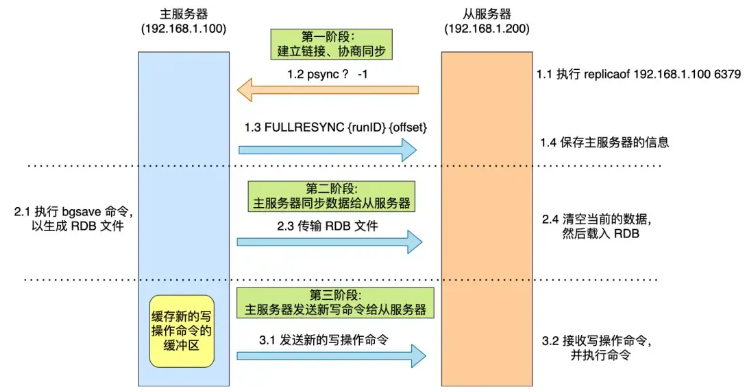 主服务器
(192.168.1.100)
从服务器
(192.168.1.200)
第一阶段：
建立链接、协商同步
1.2 psync ? -1
1.1 执行 replicaof 192.168.1.100 6379
1.3 FULLRESYNC {runID} {offset}
1.4 保存主服务器的信息
第二阶段:
主服务器同步数据给从服务器
2.1 执行 bgsave 命令，
以生成 RDB 文件
2.3 传输 RDB 文件
2.4 清空当前的数据，
然后载入 RDB
第三阶段:
主服务器发送新写命令给从服务器
缓存新的写
操作命令的
缓冲区
3.1 发送新的写操作命令
3.2 接收写操作命令，
并执行命令